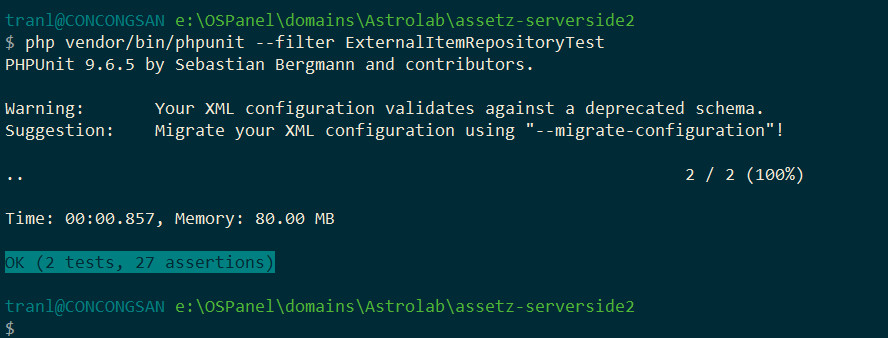 tranl@CONCONGSAN e:\OSPanel\domains\Astrolab\assetz-serverside2
$ php vendor/bin/phpunit --filter ExternalItemRepositoryTest
PHPUnit 9.6.5 by Sebastian Bergmann and contributors.
Warning:       Your XML configuration validates against a deprecated schema.
Suggestion:    Migrate your XML configuration using "--migrate-configuration"!
..                                                                  2 / 2 (100%)
Time: 00:00.857, Memory: 80.00 MB
OK (2 tests, 27 assertions)
tranl@CONCONGSAN e:\OSPanel\domains\Astrolab\assetz-serverside2
$